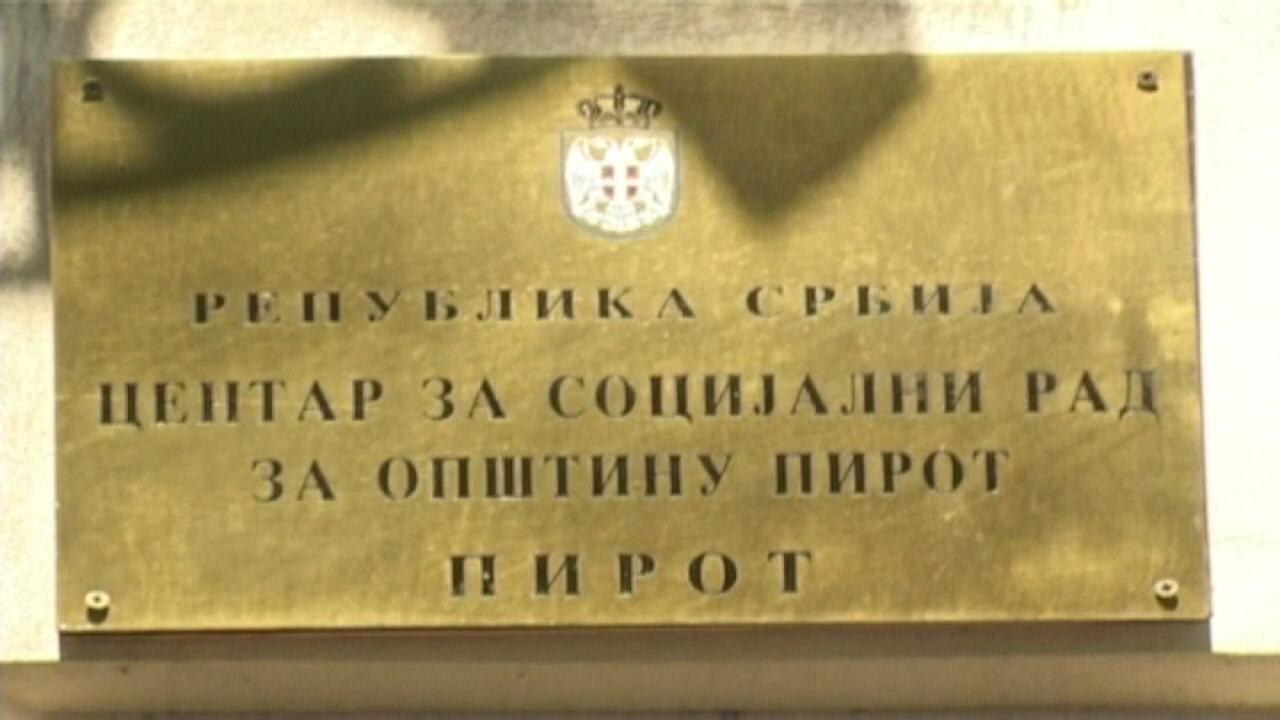 РЕПУБЛИКА СРБИЈА
ЦЕНТАР ЗА СОЦИЈАЛНИ РАД
ЗА ОПШТИНУ ПИРОТ
ПИРОТ